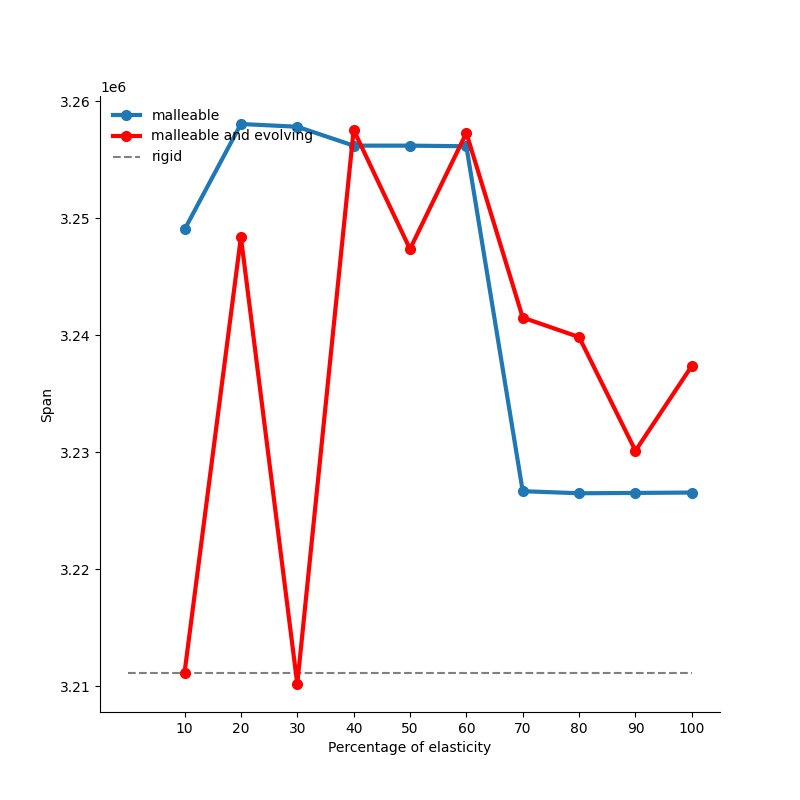 1e6
3.26
malleable
malleable and evolving
rigid
3.25
3.24
3.23
3.22
3.21
Span
10 20 30 40 50 60 70 80 90 100
Percentage of elasticity